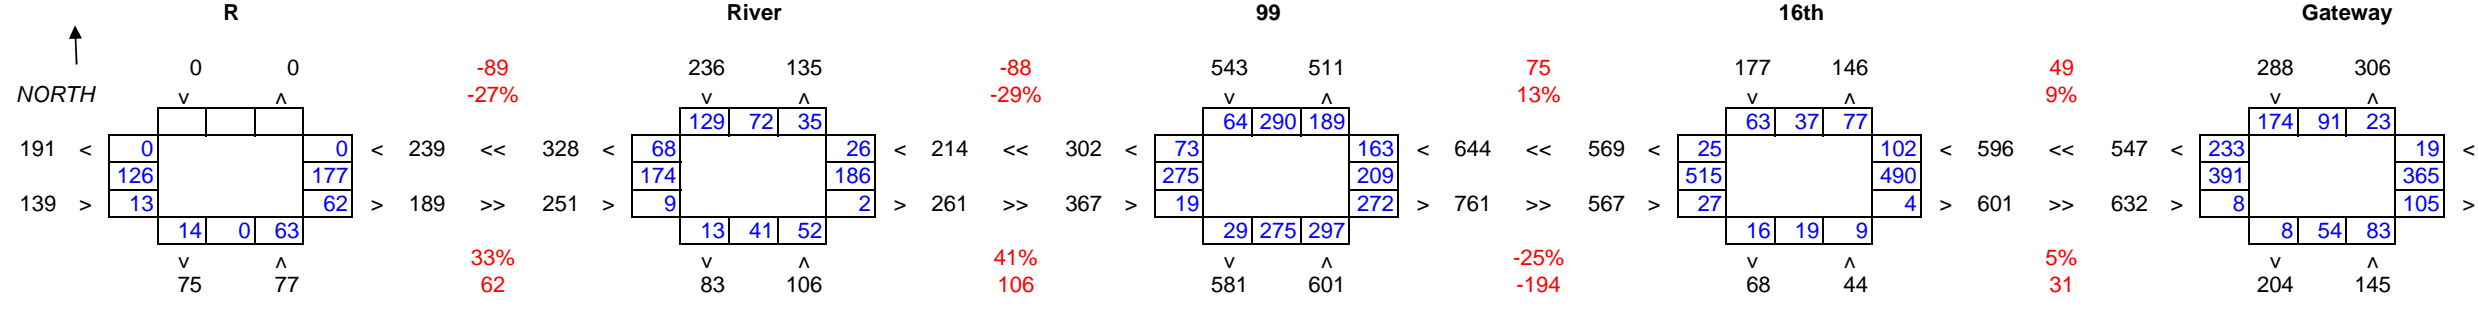 R River 99 16th Gateway
0 0 -89 236 135 -88 543 511 75 177 146 49 288 306
NORTH v ʌ -27% v ʌ -29% v ʌ 13% v ʌ 9% v ʌ
129 72 35 64 290 189 63 37 77 174 91 23
191 < 0 0 < 239 << 328 < 68 26 < 214 << 302 < 73 163 < 644 << 569 < 25 102 < 596 << 547 < 233 19 <
126 177 174 186 275 209 515 490 391 365
139 > 13 62 > 189 >> 251 > 9 2 > 261 >> 367 > 19 272 > 761 >> 567 > 27 4 > 601 >> 632 > 8 105 >
14 0 63 13 41 52 29 275 297 16 19 9 8 54 83
v ʌ 33% v ʌ 41% v ʌ -25% v ʌ 5% v ʌ
75 77 62 83 106 106 581 601 -194 68 44 31 204 145